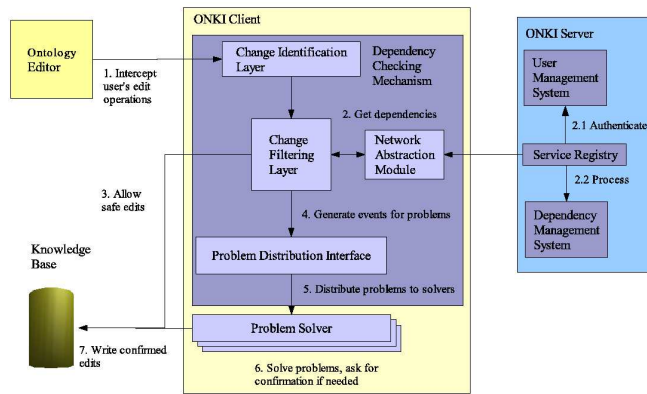 ONKI Client
Ontology
Editor
1. Intercept
user's edit
operations
Change Identification
Layer
Dependency
Checking
Mechanism
2. Get dependencies
Change
Filtering
Layer
Network
Abstraction
Module
3. Allow
safe edits
4. Generate events for problems
Problem Distribution Interface
5. Distribute problems to solvers
Problem Solver
6. Solve problems, ask for
confirmation if needed
Knowledge
Base
7. Write confirmed
edits
ONKI Server
User
Management
System
2.1 Authenticate
Service Registry
2.2 Process
Dependency
Management
System